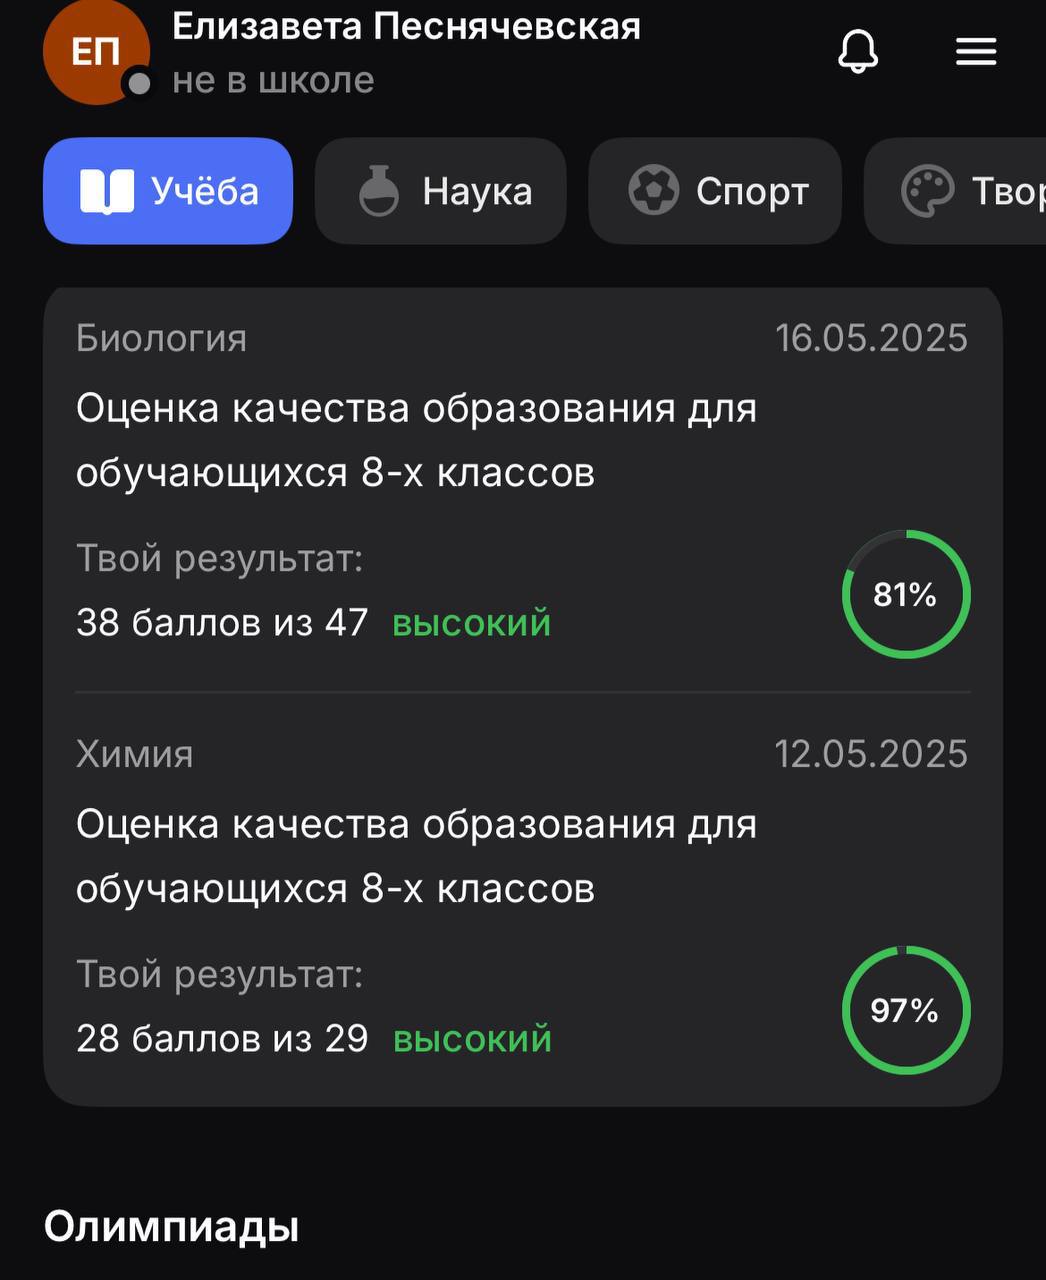 ЕП
Елизавета Песнячевская
не в школе
Учёба
Наука
Спорт
Твор
Биология
16.05.2025
Оценка качества образования для
обучающихся 8-х классов
Твой результат:
38 баллов из 47 высокий
81%
Химия
12.05.2025
Оценка качества образования для
обучающихся 8-х классов
Твой результат:
28 баллов из 29 высокий
97%
Олимпиады